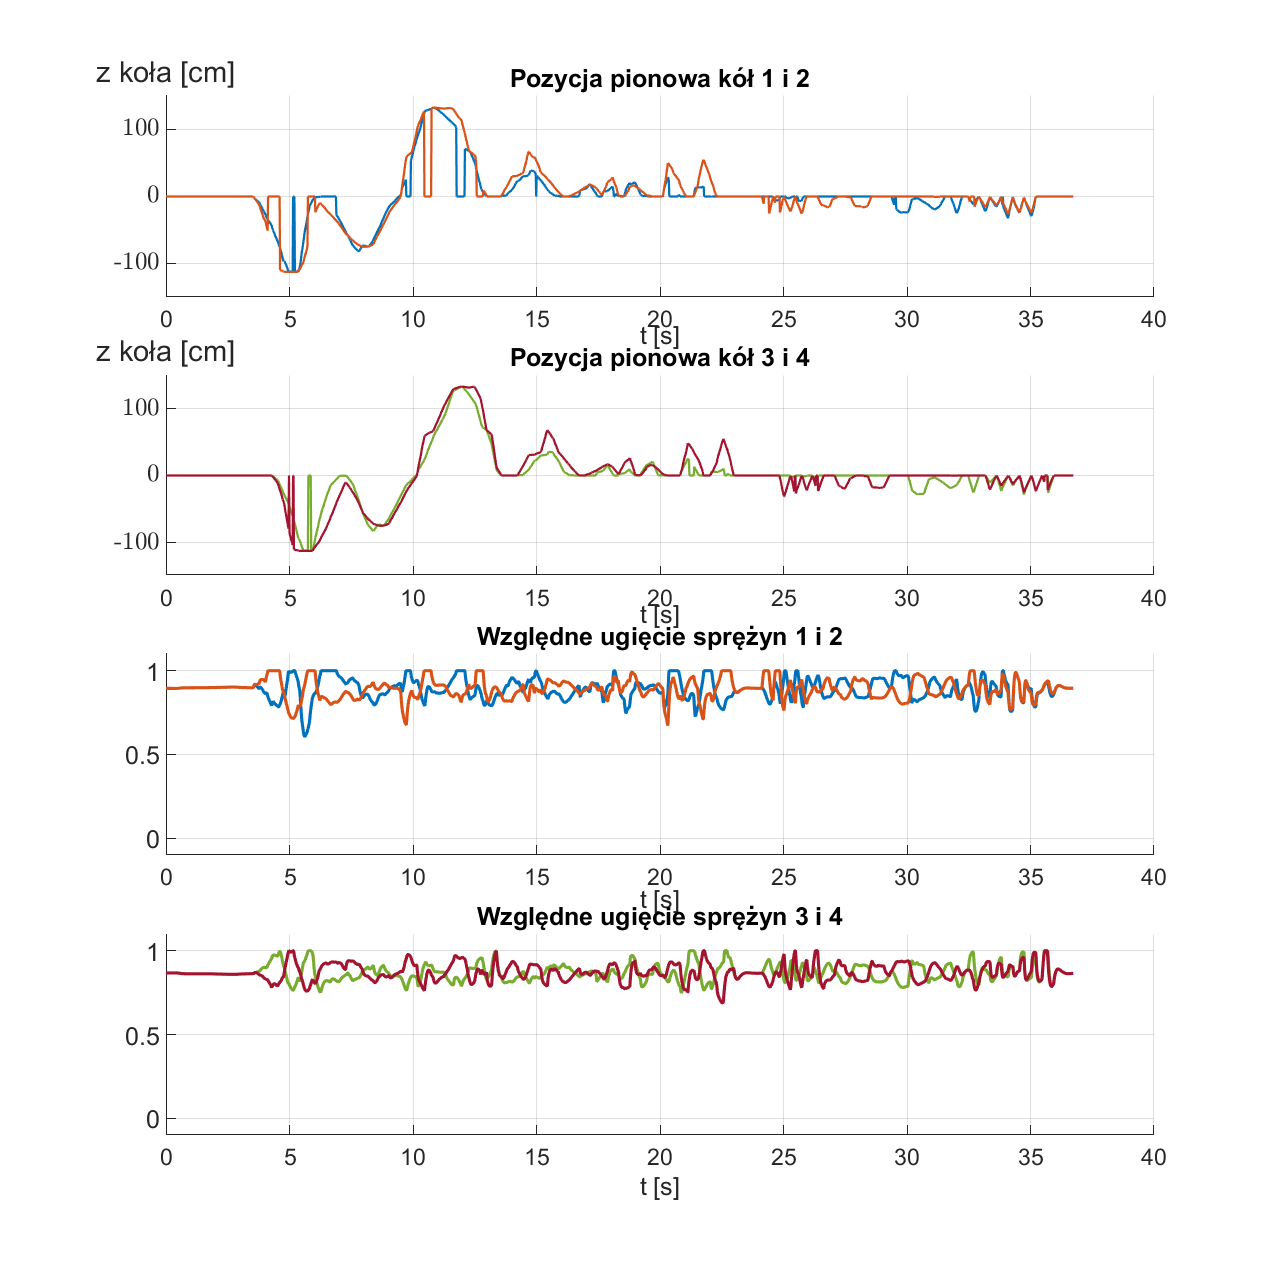 z koła [cm]
Pozycja pionowa kół 1 i 2
100
0
-100
0 5 10 15 20 25 30 35 40
t [s]
z koła [cm]
Pozycja pionowa kół 3 i 4
100
0
-100
0 5 10 15 20 25 30 35 40
t [s]
Względne ugięcie sprężyn 1 i 2
1
0.5
0
0 5 10 15 20 25 30 35 40
t [s]
Względne ugięcie sprężyn 3 i 4
1
0.5
0
0 5 10 15 20 25 30 35 40
t [s]